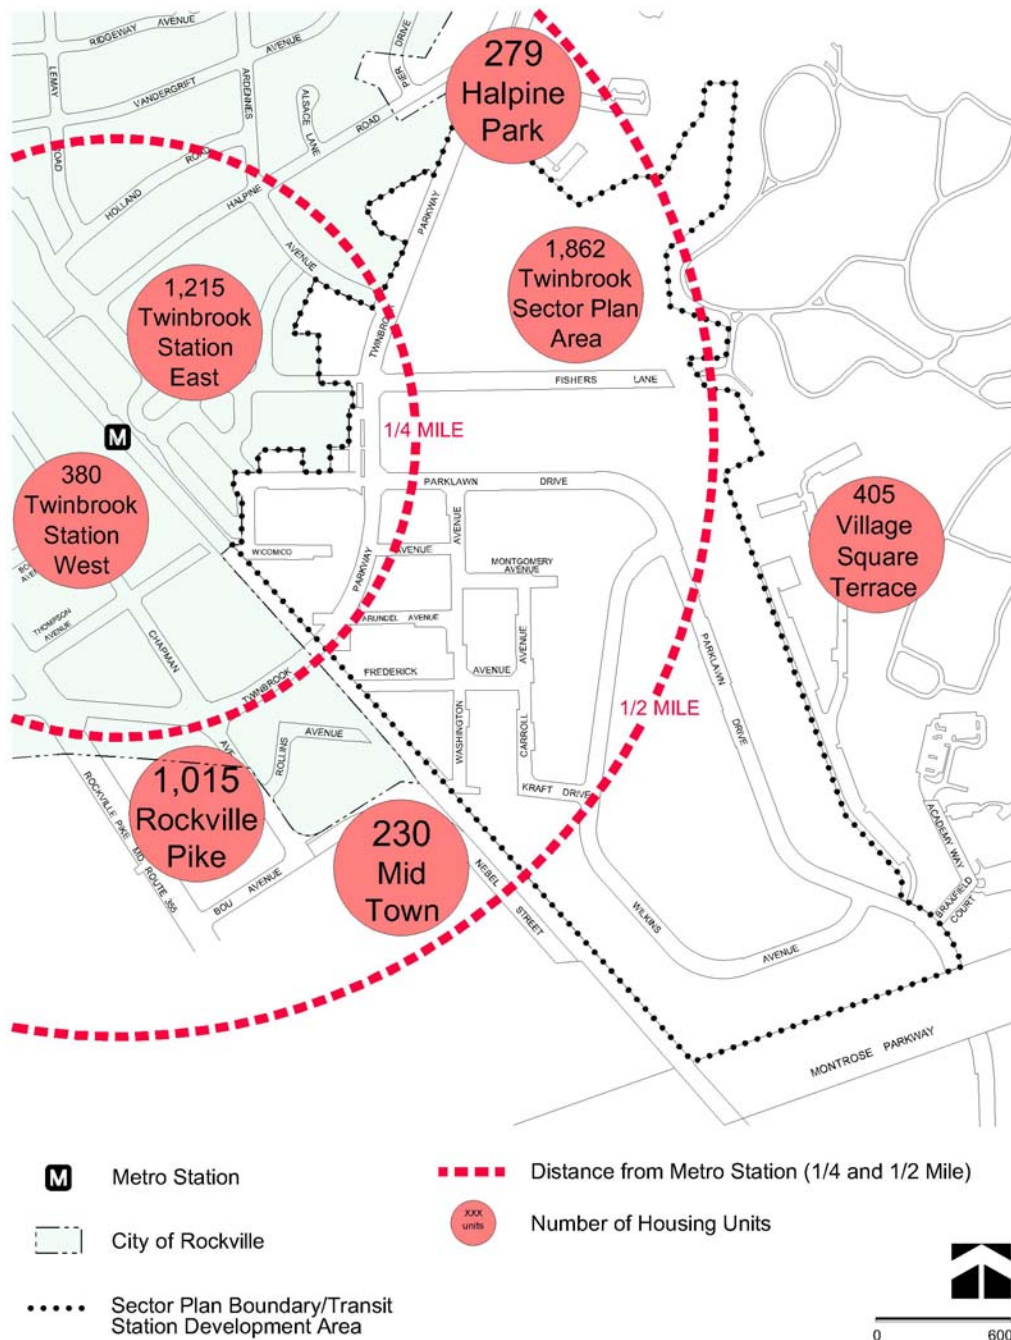 RIDGEWAY AVENUE
LEMAY
ROAD
VANDERGRIFT
AVENUE
ARDENNES
ALSACE LANE
PIER DRIVE
HOLLAND ROAD
HALPINE
ROAD
AVENUE
279
Halpine
Park
PARKWAY
TWINBROOK
1,215
Twinbrook
Station
East
1,862
Twinbrook
Sector Plan
Area
FISHERS LANE
M
1/4 MILE
380
Twinbrook
Station
West
PARKLAWN DRIVE
405
Village
Square
Terrace
WICOMICO
AVENUE
AVENUE
MONTGOMERY
AVENUE
PARKWAY
ARUNDEL AVENUE
THOMPSON
AVENUE
CHAPMAN
AVE
TWINBROOK
FREDERICK AVENUE
WASHINGTON
CARROLL
AVENUE
PARKLAWN
DRIVE
1/2 MILE
ROLLINS
AVENUE
KRAFT DRIVE
1,015
Rockville
Pike
ROCKVILLE PIKE MD. ROUTE 355
230
Mid
Town
BOU AVENUE
NEBEL
STREET
WILKINS
AVENUE
ACADEMY WAY
BRAXFIELD
COURT
MONTROSE PARKWAY
M
Metro Station
Distance from Metro Station (1/4 and 1/2 Mile)
City of Rockville
XXX
units
Number of Housing Units
Sector Plan Boundary/Transit
Station Development Area
0 600